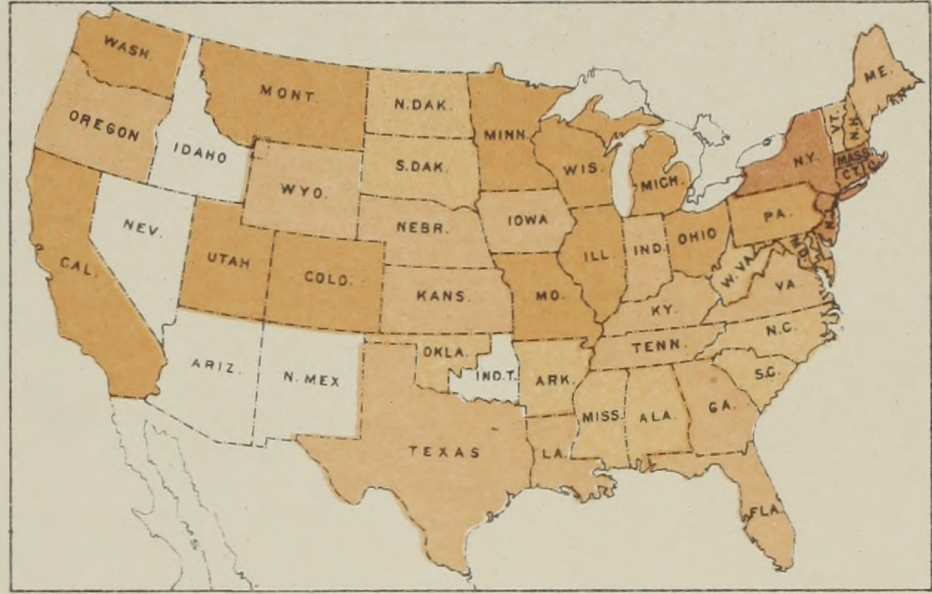 WASH.
MONT.
N.DAK.
MINN.
ME.
VT.
N.H.
OREGON
IDAHO
S.DAK.
WIS.
MICH.
N.Y.
MASS.
CT.
WYO.
NEV.
NEBR.
IOWA
PA.
N.J.
UTAH
COLO.
ILL.
IND.
OHIO
W.VA.
CAL.
KANS.
MO.
KY.
VA.
ARIZ.
N. MEX
OKLA.
IND.T.
ARK.
TENN.
N.C.
S.C.
MISS.
ALA.
GA.
TEXAS
LA.
FLA.